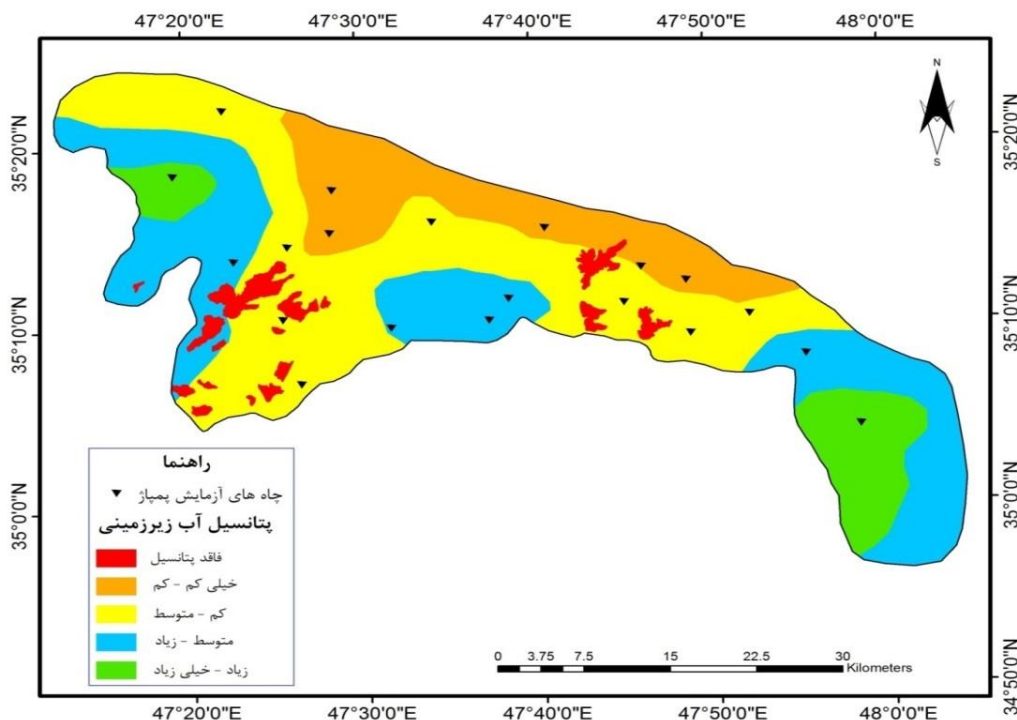 47°20'0"E 47°30'0"E 47°40'0"E 47°50'0"E 48°0'0"E
N
S
35°20'0"N
35°20'0"N
35°10'0"N
35°10'0"N
35°0'0"N
35°0'0"N
34°50'0"N
راهنما
چاه های آزمایش پمپاژ
پتانسیل آب زیرزمینی
فاقد پتانسیل
خیلی کم - کم
کم - متوسط
متوسط - زیاد
زیاد - خیلی زیاد
0 3.75 7.5 15 22.5 30
Kilometers
47°20'0"E 47°30'0"E 47°40'0"E 47°50'0"E 48°0'0"E